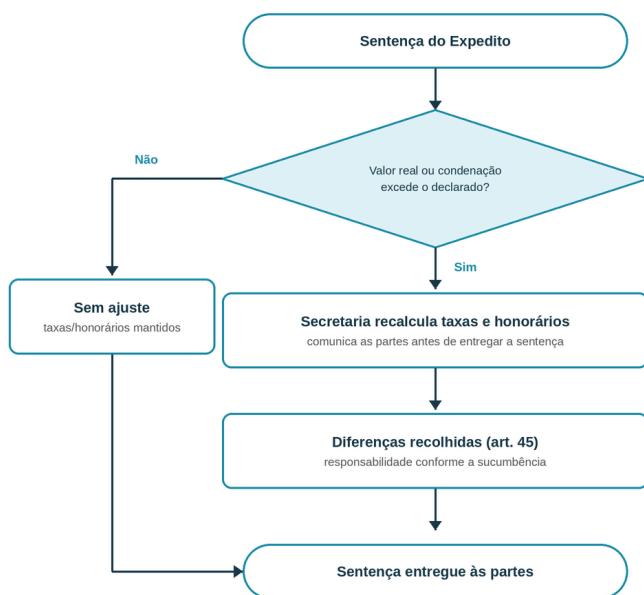 Sentença do Expedito
Valor real ou condenação
excede o declarado?
Não
Sim
Sem ajuste
taxas/honorários mantidos
Secretaria recalcula taxas e honorários
comunica as partes antes de entregar a sentença
Diferenças recolhidas (art. 45)
responsabilidade conforme a sucumbência
Sentença entregue às partes